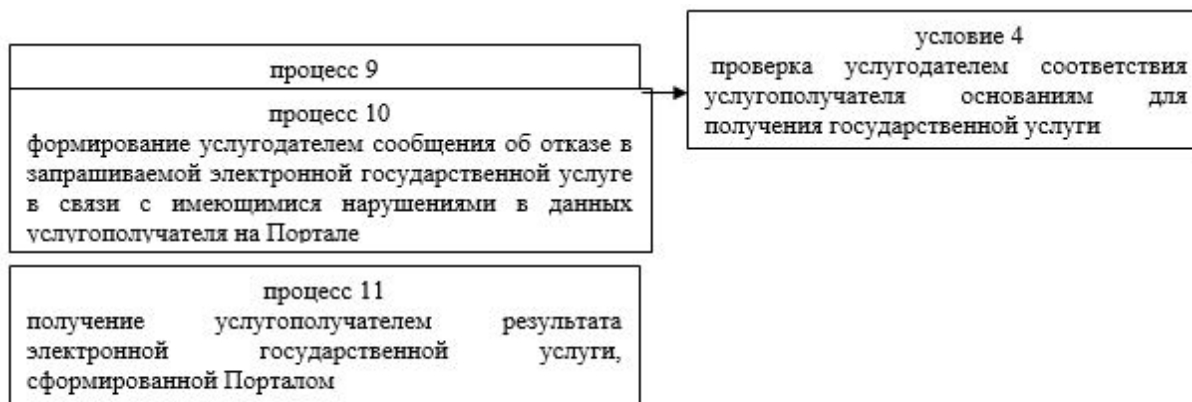 процесс 9
процесс 10
формирование услугодателем сообщения об отказе в
запрашиваемой электронной государственной услуге
в связи с имеющимися нарушениями в данных
услугополучателя на Портале
условие 4
проверка услугодателем соответствия
услугополучателя основаниям для
получения государственной услуги
процесс 11
получение услугополучателем результата
электронной государственной услуги,
сформированной Порталом